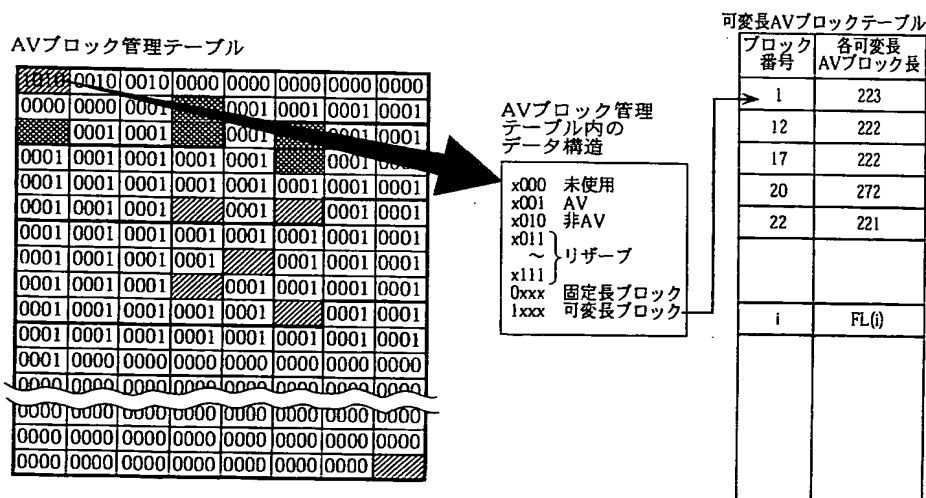 AVブロック管理テーブル
1010 0010 0010 0000 0000 0000 0000 0000
0000 0000 0001 0001 0001 0001 0001
0001 0001 0001 0001
0001 0001 0001 0001 0001 0001
0001 0001 0001 0001 0001 0001 0001 0001
0001 0001 0001 0001 0001 0001
0001 0001 0001 0001 0001 0001 0001 0001
0001 0001 0001 0001 0001 0001 0001
0001 0001 0001 0001 0001 0001 0001
0001 0001 0001 0001 0001 0001 0001
0001 0001 0001 0001 0001 0001 0001 0001
0001 0000 0000 0000 0000 0000 0000 0000
0000 0000 0000 0000 0000 0000 0000 0000
0000 0000 0000 0000 0000 0000 0000 0000
0000 0000 0000 0000 0000 0000 0000 0000
0000 0000 0000 0000 0000 0000 0000
AVブロック管理
テーブル内の
データ構造
x000 未使用
x001 AV
x010 非AV
x011
~ リザーブ
x111
0xxx 固定長ブロック
1xxx 可変長ブロック
可変長AVブロックテーブル
ブロック番号 各可変長AVブロック長
1 223
12 222
17 222
20 272
22 221
i FL(i)